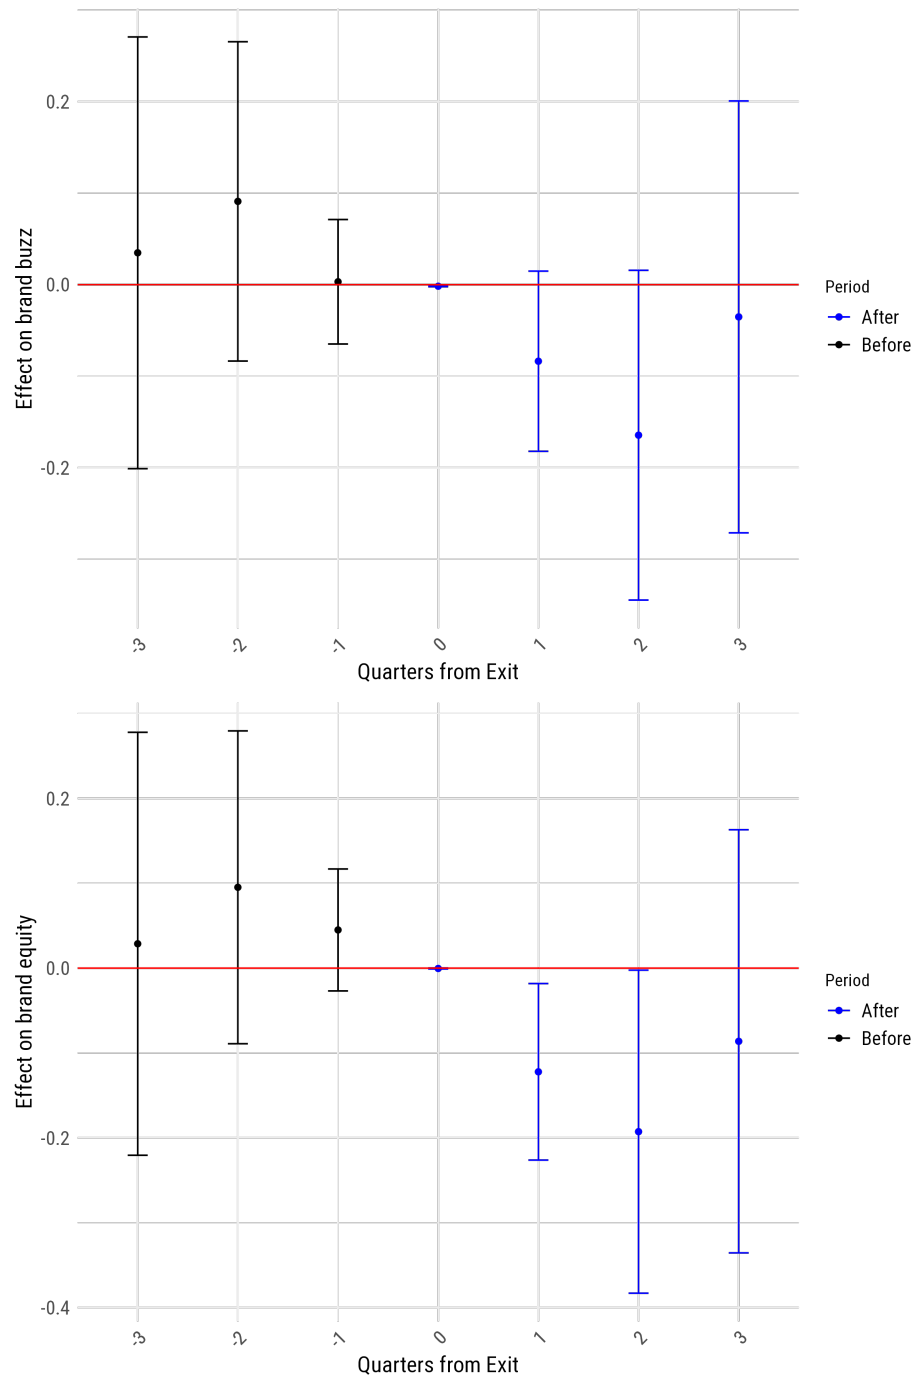 Effect on brand buzz
0.2
0.0
-0.2
-3
-2
-1
0
1
2
3
Quarters from Exit
Period
After
Before
Effect on brand equity
0.2
0.0
-0.2
-0.4
-3
-2
-1
0
1
2
3
Quarters from Exit
Period
After
Before